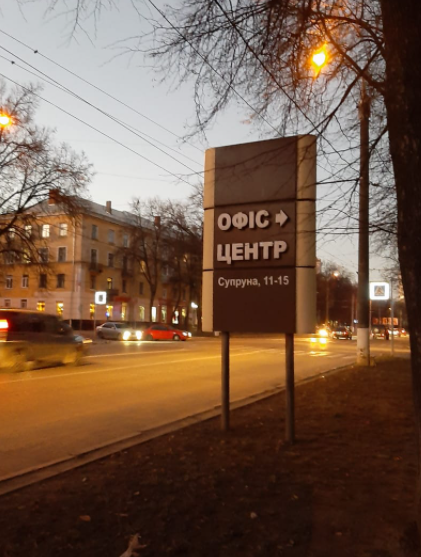 ОФІС →
ЦЕНТР
Супруна, 11-15